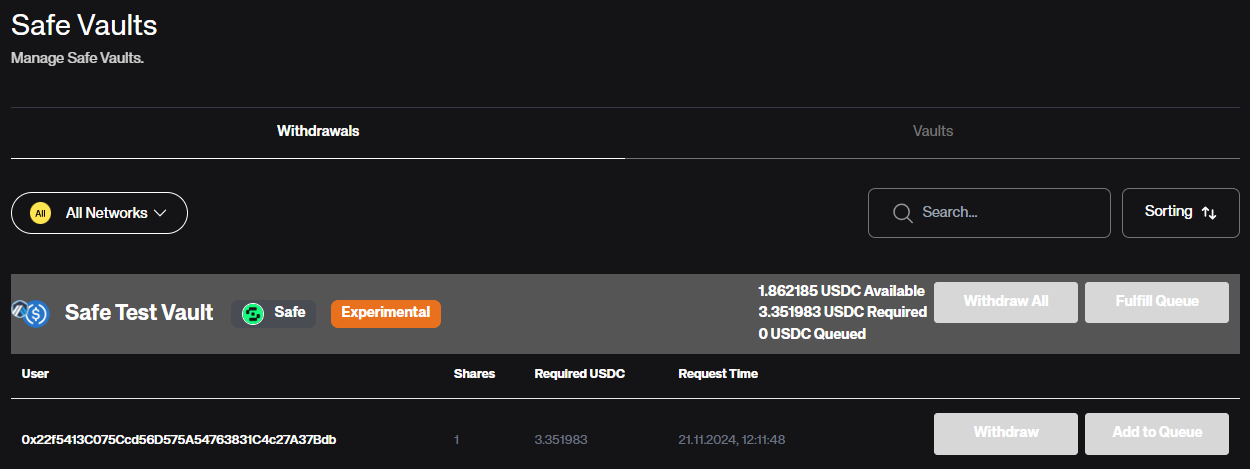 Safe Vaults
Manage Safe Vaults.
Withdrawals
Vaults
All
All Networks
Search...
Sorting
Safe Test Vault
Safe
Experimental
1.862185 USDC Available
3.351983 USDC Required
0 USDC Queued
Withdraw All
Fulfill Queue
User
Shares
Required USDC
Request Time
0x22f5413C075Ccd56D575A54763831C4c27A37Bdb
1
3.351983
21.11.2024, 12:11:48
Withdraw
Add to Queue